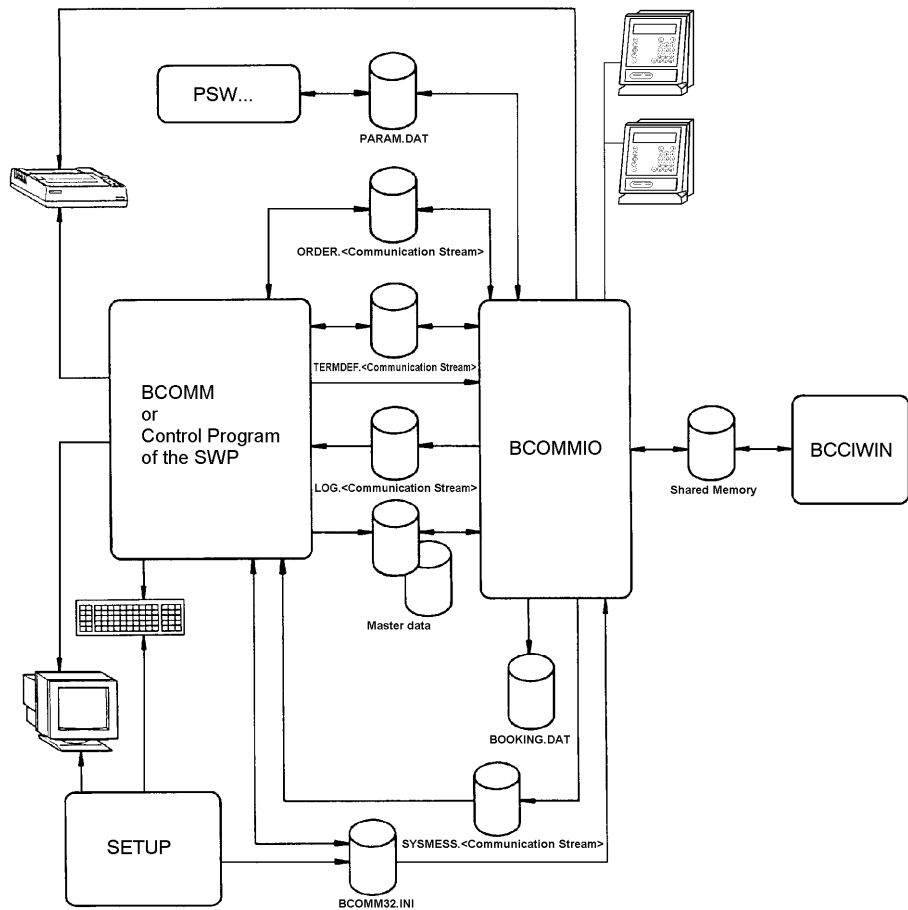 PSW...
PARAM.DAT
ORDER.<Communication Stream>
TERMDEF.<Communication Stream>
BCOMM
or
Control Program
of the SWP
BCOMMIO
BCCIWIN
LOG.<Communication Stream>
Shared Memory
Master data
BOOKING.DAT
SETUP
SYSMESS.<Communication Stream>
BCOMM32.INI